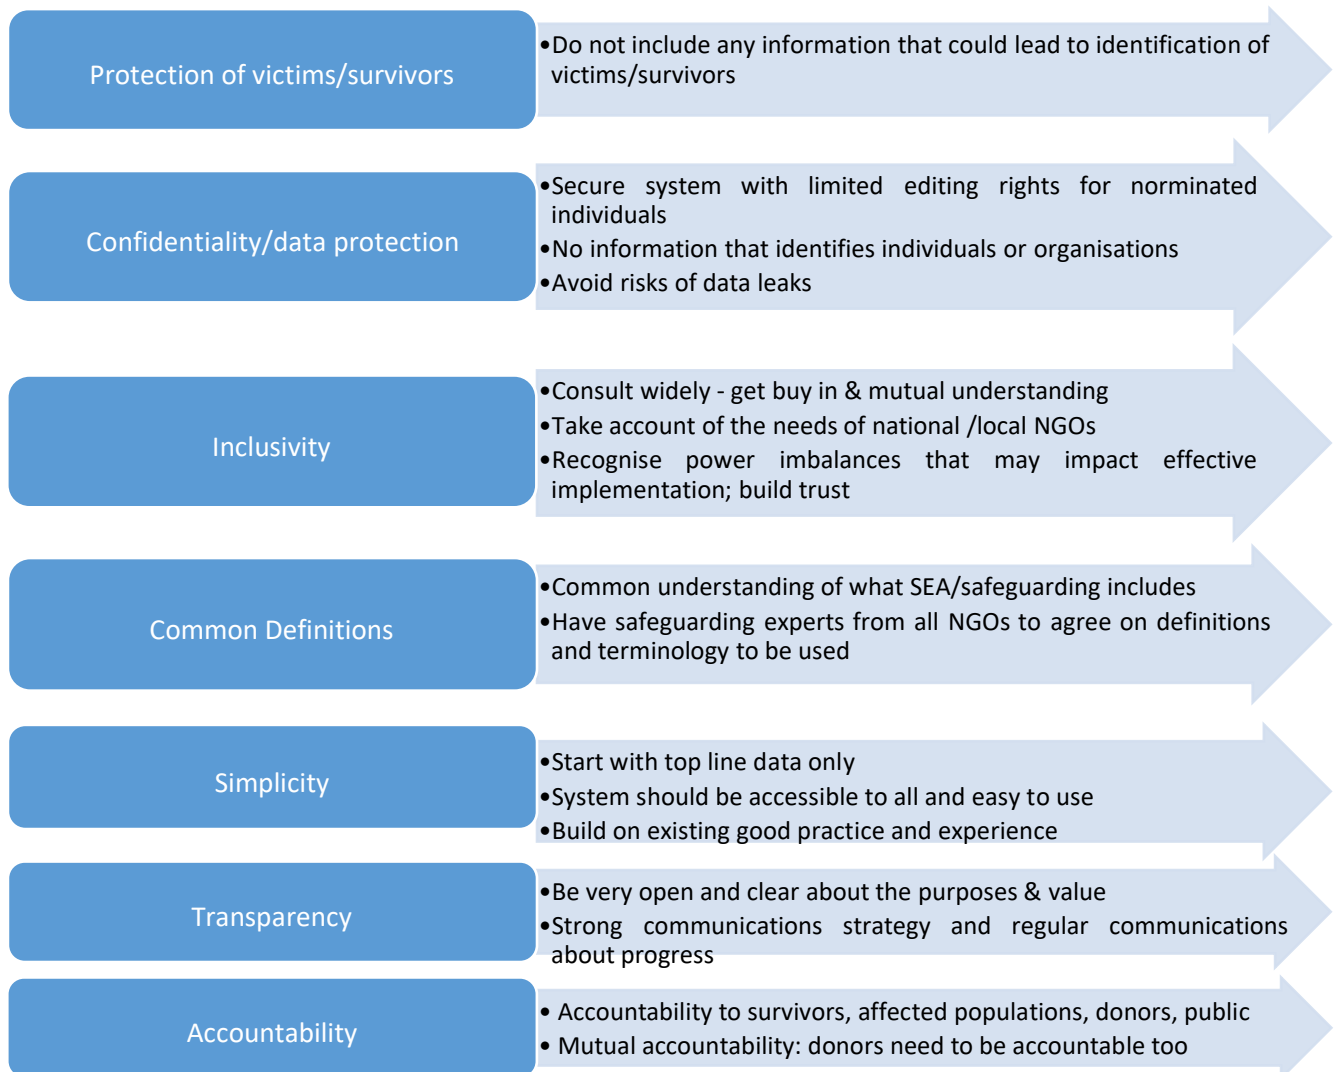 Protection of victims/survivors
•Do not include any information that could lead to identification of
victims/survivors
Confidentiality/data protection
•Secure system with limited editing rights for norminated
individuals
•No information that identifies individuals or organisations
•Avoid risks of data leaks
Inclusivity
•Consult widely - get buy in & mutual understanding
•Take account of the needs of national /local NGOs
•Recognise power imbalances that may impact effective
implementation; build trust
Common Definitions
•Common understanding of what SEA/safeguarding includes
•Have safeguarding experts from all NGOs to agree on definitions
and terminology to be used
Simplicity
•Start with top line data only
•System should be accessible to all and easy to use
•Build on existing good practice and experience
Transparency
•Be very open and clear about the purposes & value
•Strong communications strategy and regular communications
about progress
Accountability
• Accountability to survivors, affected populations, donors, public
• Mutual accountability: donors need to be accountable too